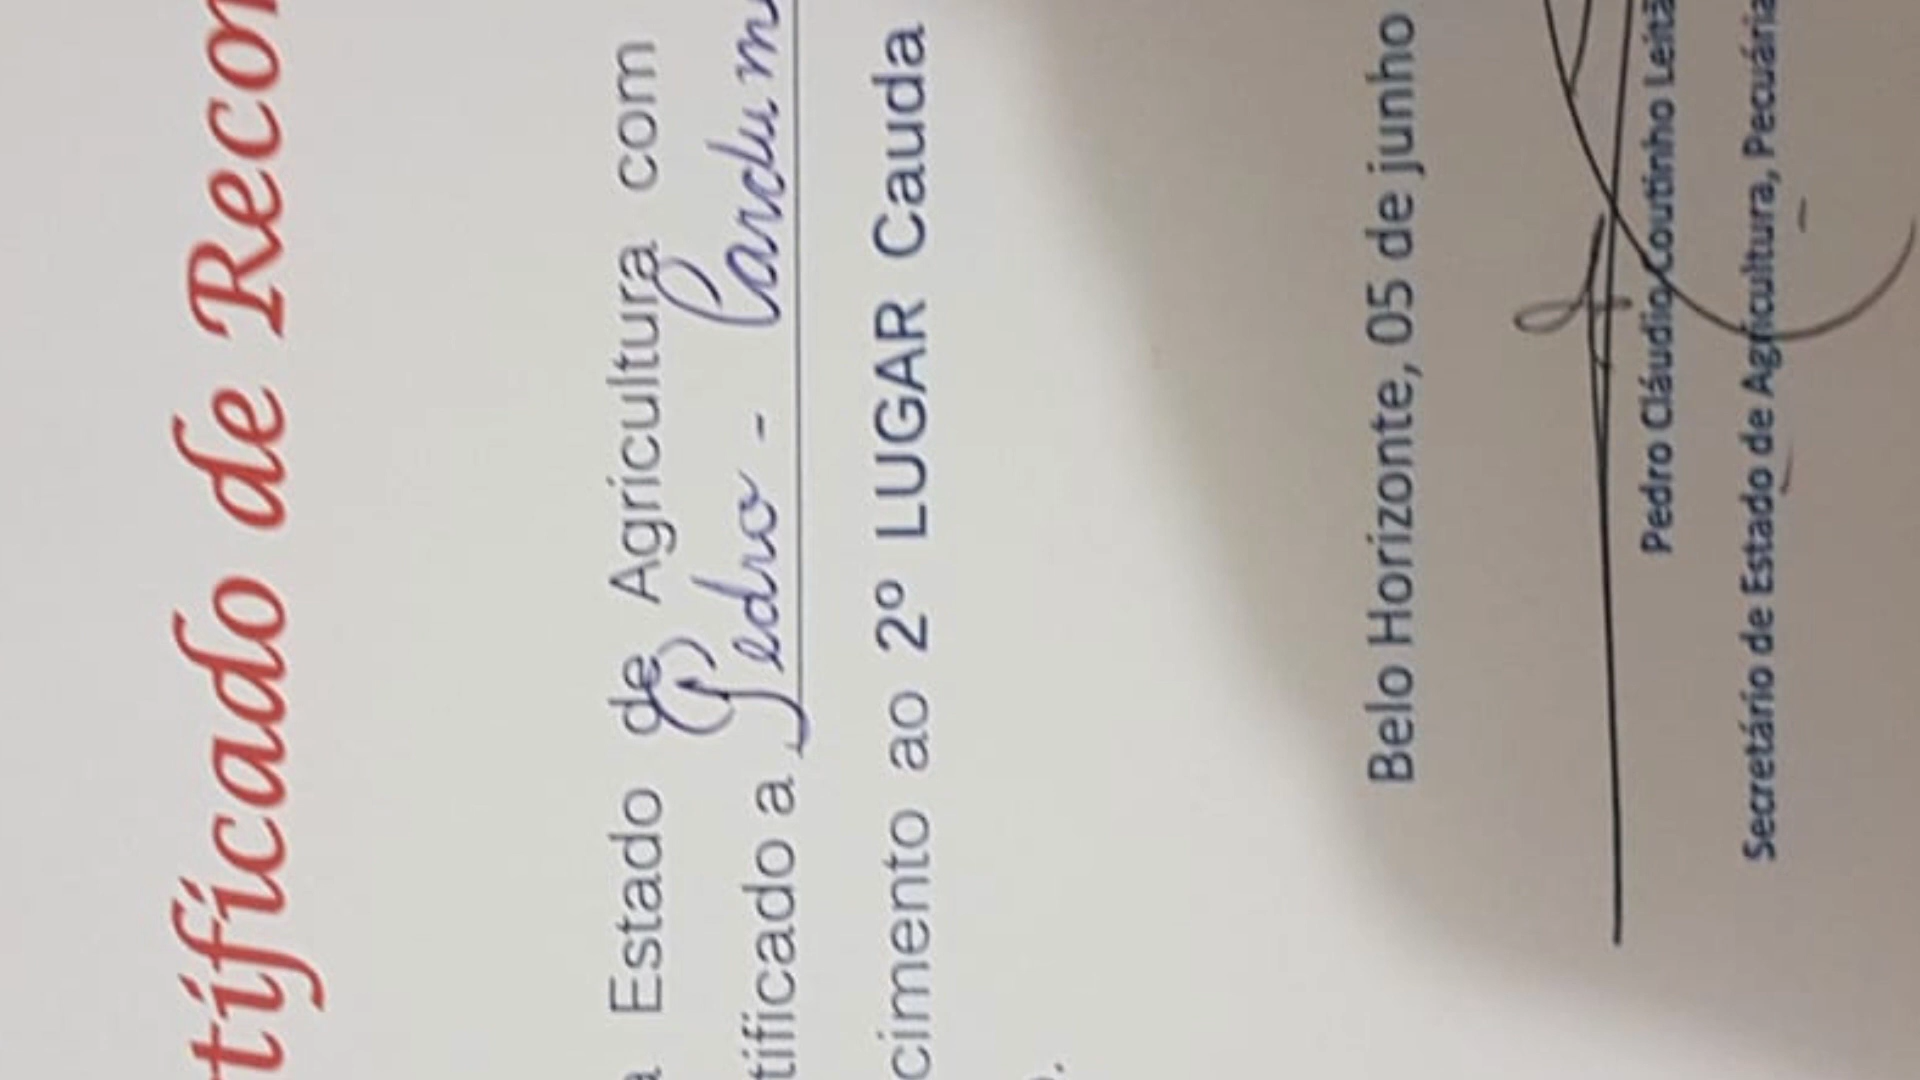 tificado de Recon
a Estado de Agricultura com
tificado a Pedro - Cardum
cimento ao 2º LUGAR Cauda
o.
Belo Horizonte, 05 de junho
Pedro Cláudio Coutinho Leitã
Secretário de Estado de Agricultura, Pecuária